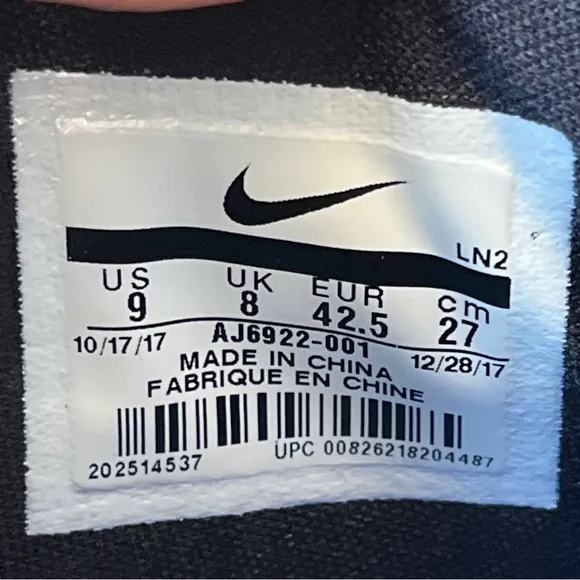 LN2
US UK EUR cm
9 8 42.5 27
10/17/17 AJ6922-001 12/28/17
MADE IN CHINA
FABRIQUE EN CHINE
202514537 UPC 00826218204487